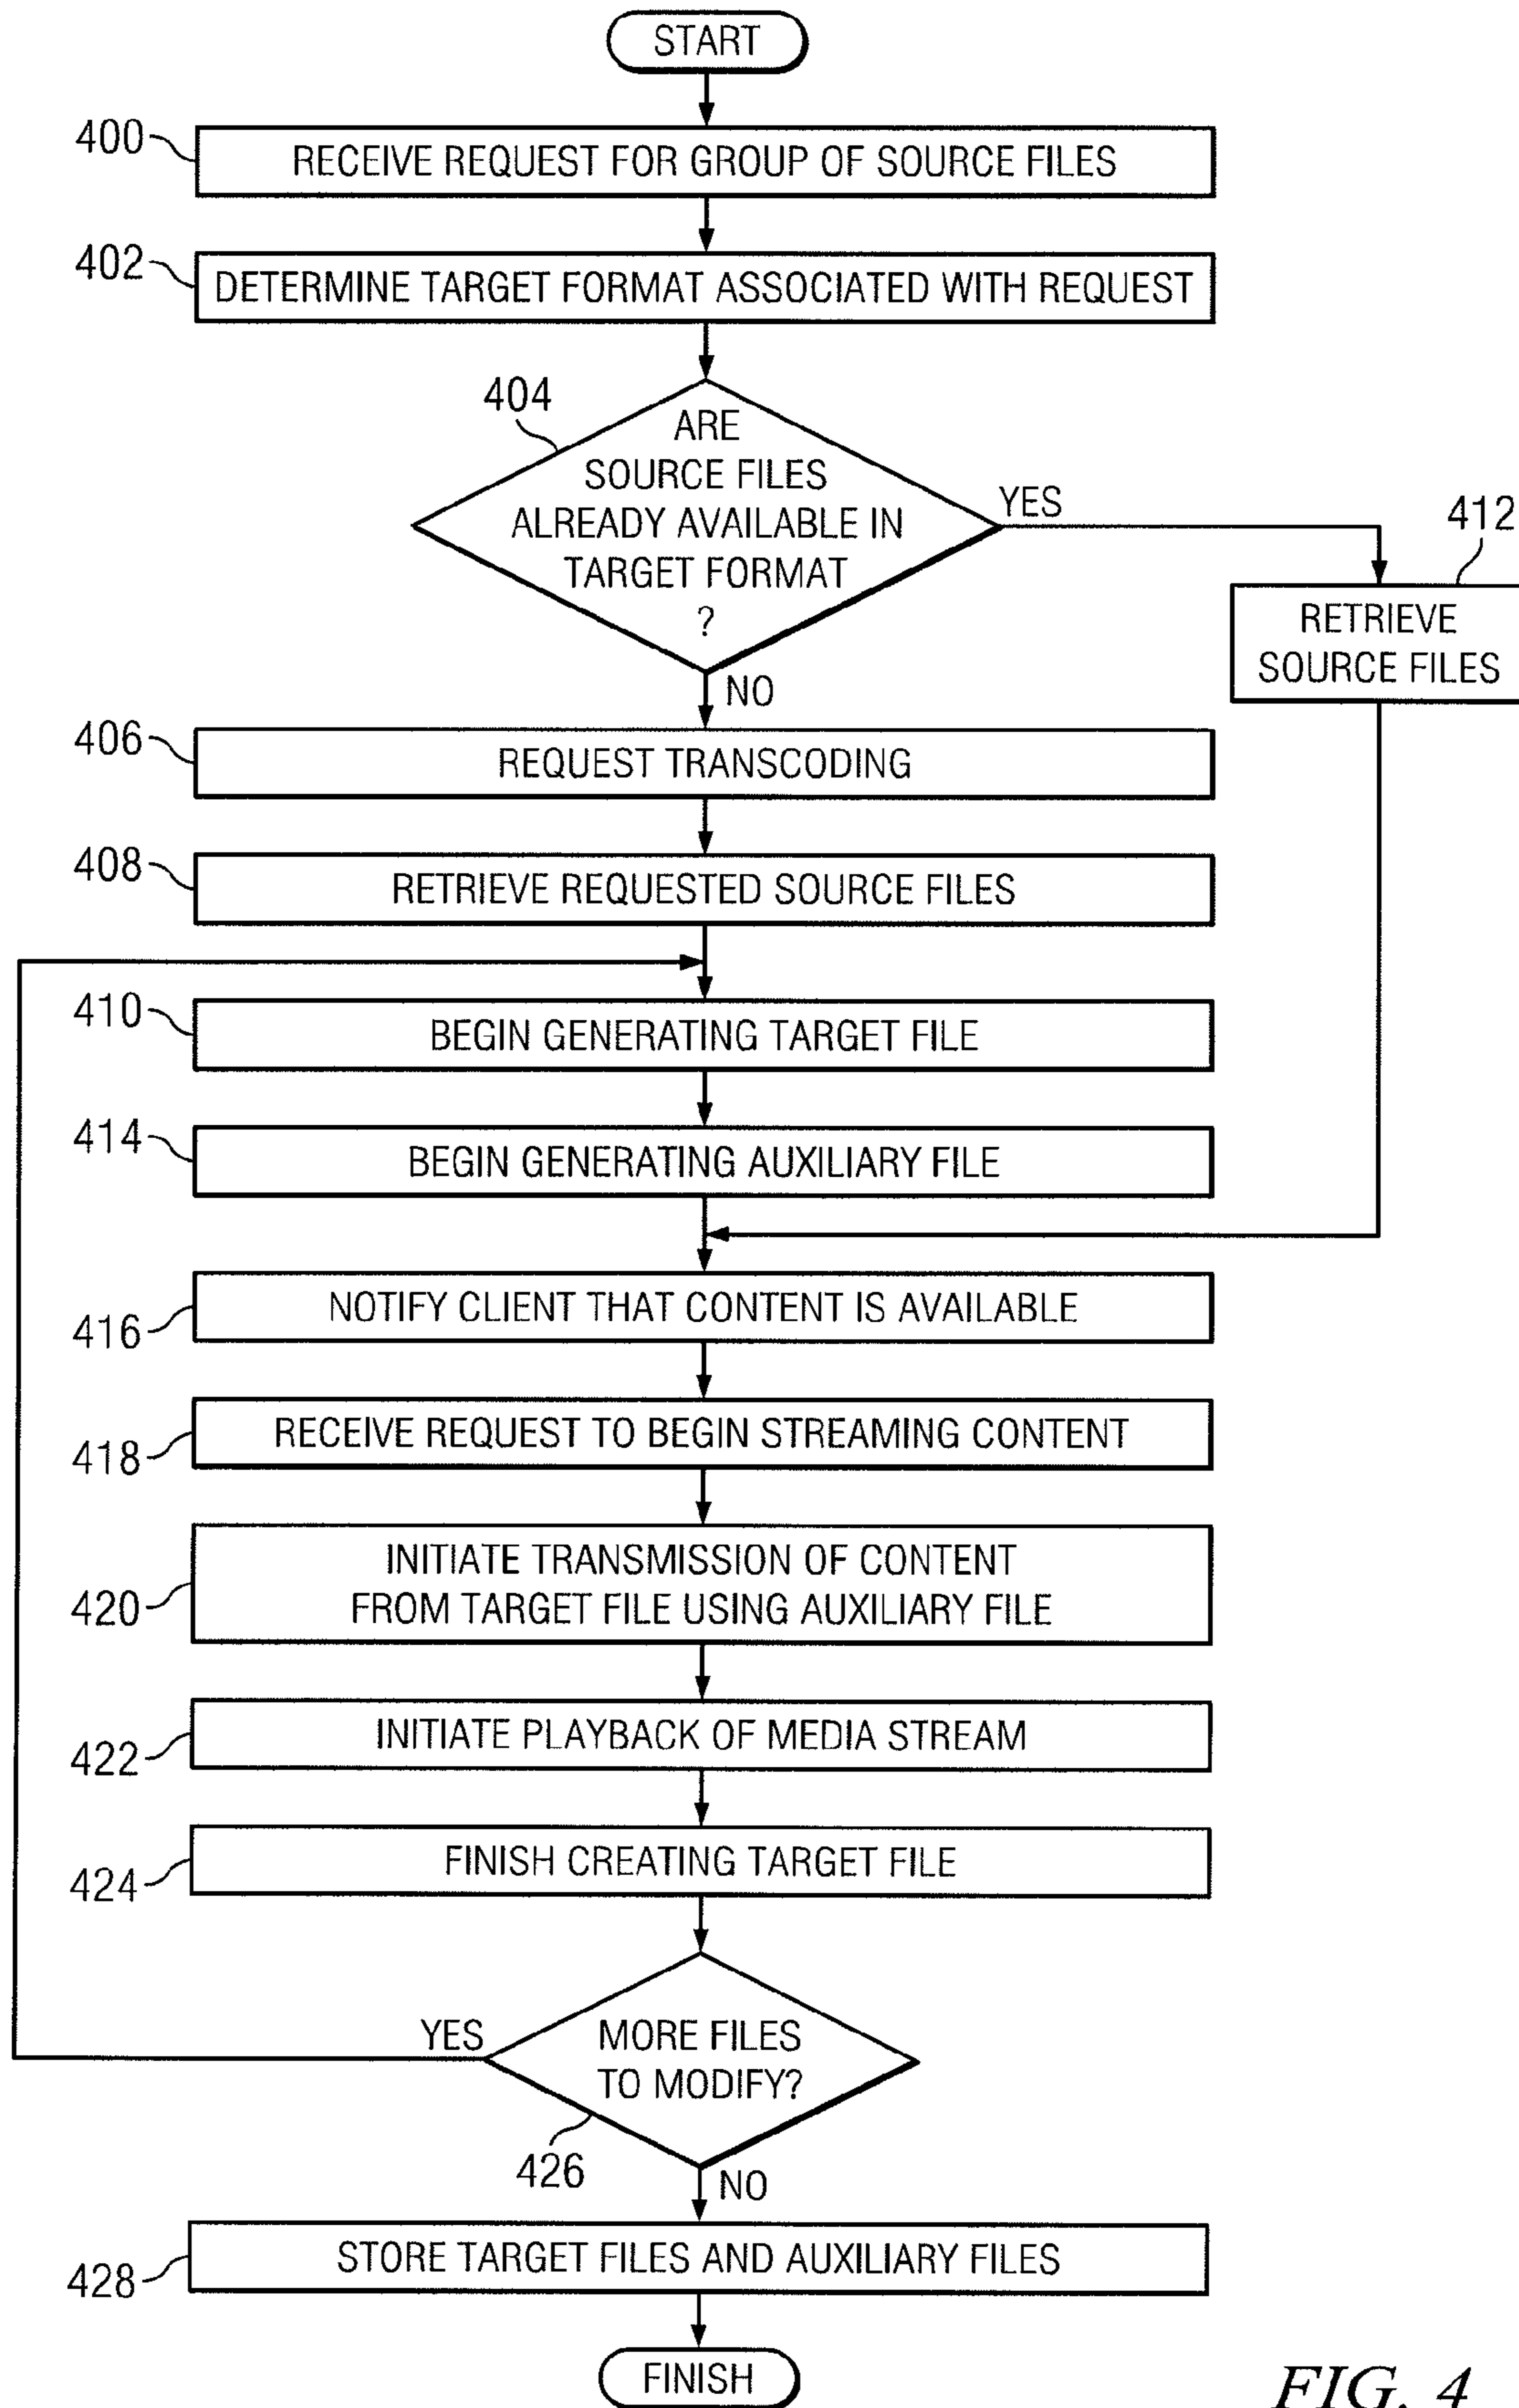 START
400
RECEIVE REQUEST FOR GROUP OF SOURCE FILES
402
DETERMINE TARGET FORMAT ASSOCIATED WITH REQUEST
404
ARE
SOURCE FILES
ALREADY AVAILABLE IN
TARGET FORMAT
?
YES
412
RETRIEVE
SOURCE FILES
NO
406
REQUEST TRANSCODING
408
RETRIEVE REQUESTED SOURCE FILES
410
BEGIN GENERATING TARGET FILE
414
BEGIN GENERATING AUXILIARY FILE
416
NOTIFY CLIENT THAT CONTENT IS AVAILABLE
418
RECEIVE REQUEST TO BEGIN STREAMING CONTENT
420
INITIATE TRANSMISSION OF CONTENT
FROM TARGET FILE USING AUXILIARY FILE
422
INITIATE PLAYBACK OF MEDIA STREAM
424
FINISH CREATING TARGET FILE
YES
MORE FILES
TO MODIFY?
426
NO
428
STORE TARGET FILES AND AUXILIARY FILES
FINISH
FIG. 4